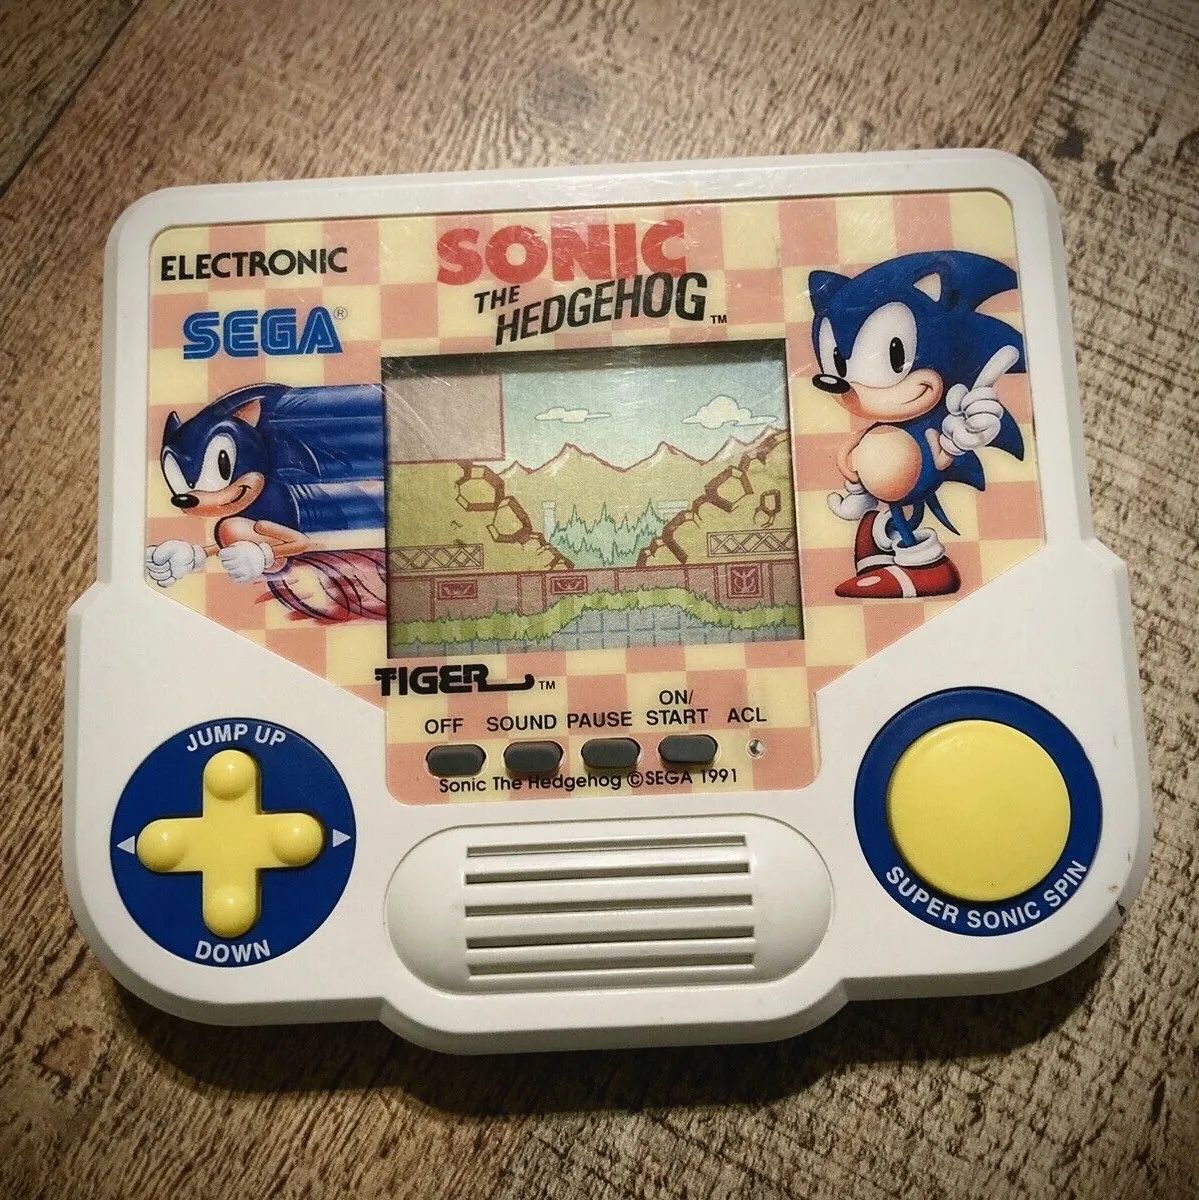 ELECTRONIC
SEGA®
SONIC
THE
HEDGEHOG™
TIGER™
OFF SOUND PAUSE ON/
START ACL
Sonic The Hedgehog ©SEGA 1991
JUMP UP
DOWN
SUPER SONIC SPIN